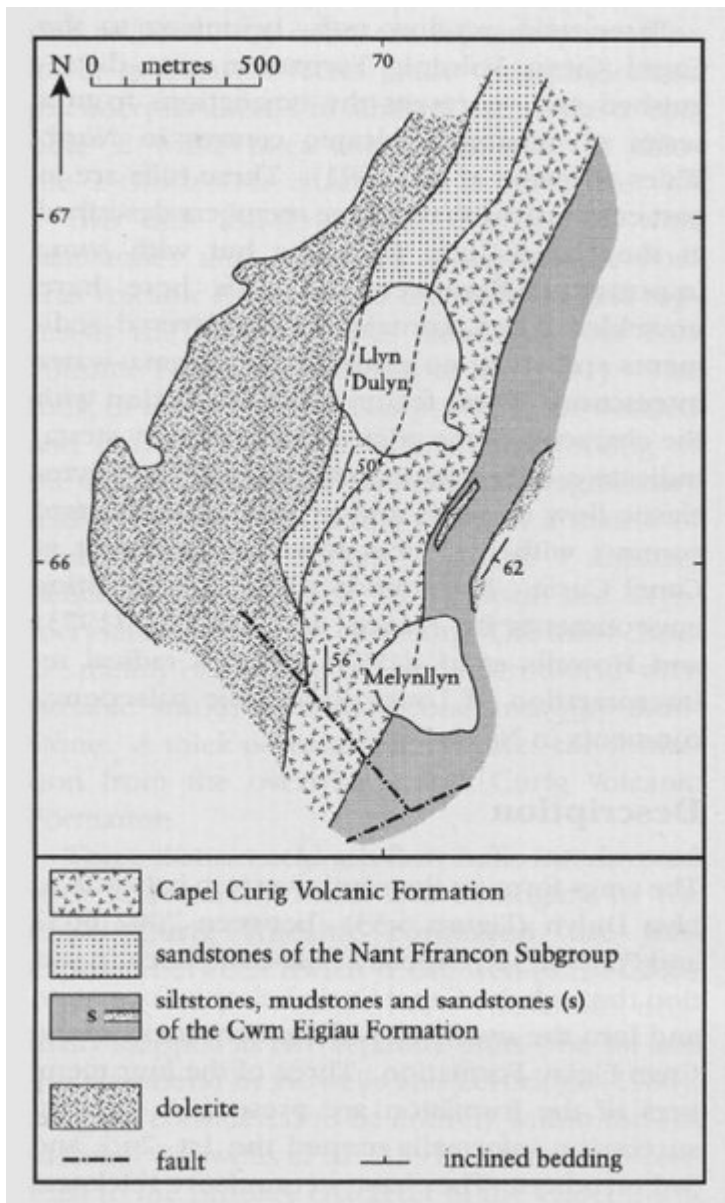 N 0 metres 500
70
67
Llyn
Dulyn
50
66
62
56
Melynllyn
Capel Curig Volcanic Formation
sandstones of the Nant Ffrancon Subgroup
s siltstones, mudstones and sandstones (s)
of the Cwm Eigiau Formation
dolerite
fault inclined bedding